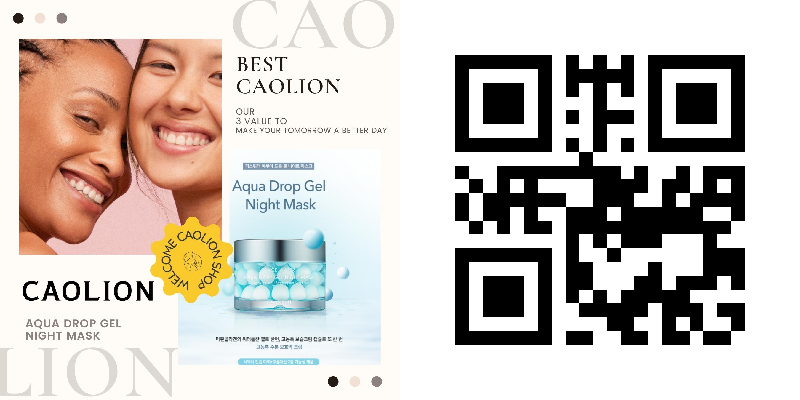 CAO
BEST
CAOLION
OUR
3 VALUE TO
MAKE YOUR TOMORROW A BETTER DAY
Aqua Drop Gel
Night Mask
WELCOME CAOLION SHOP
CAOLION
AQUA DROP GEL
NIGHT MASK
LION